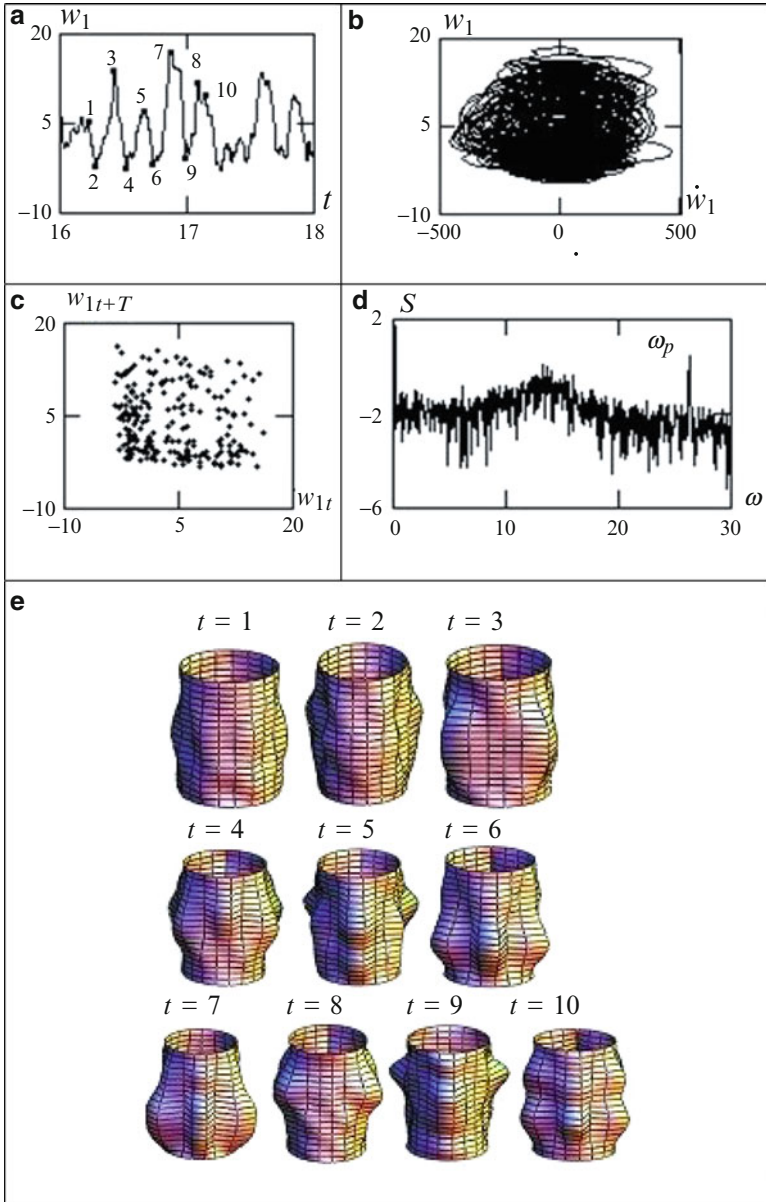 a w₁
20
3
7
8
10
5
1
5
2
4
6
9
−10
16 17 18
t
b w₁
20
5
−10
−500 0 500
ẇ₁
c w₁ₜ₊T
20
5
−10
−10 5 20
w₁ₜ
d S
2
ωₚ
−2
−6
0 10 20 30
ω
e
t = 1 t = 2 t = 3
t = 4 t = 5 t = 6
t = 7 t = 8 t = 9 t = 10